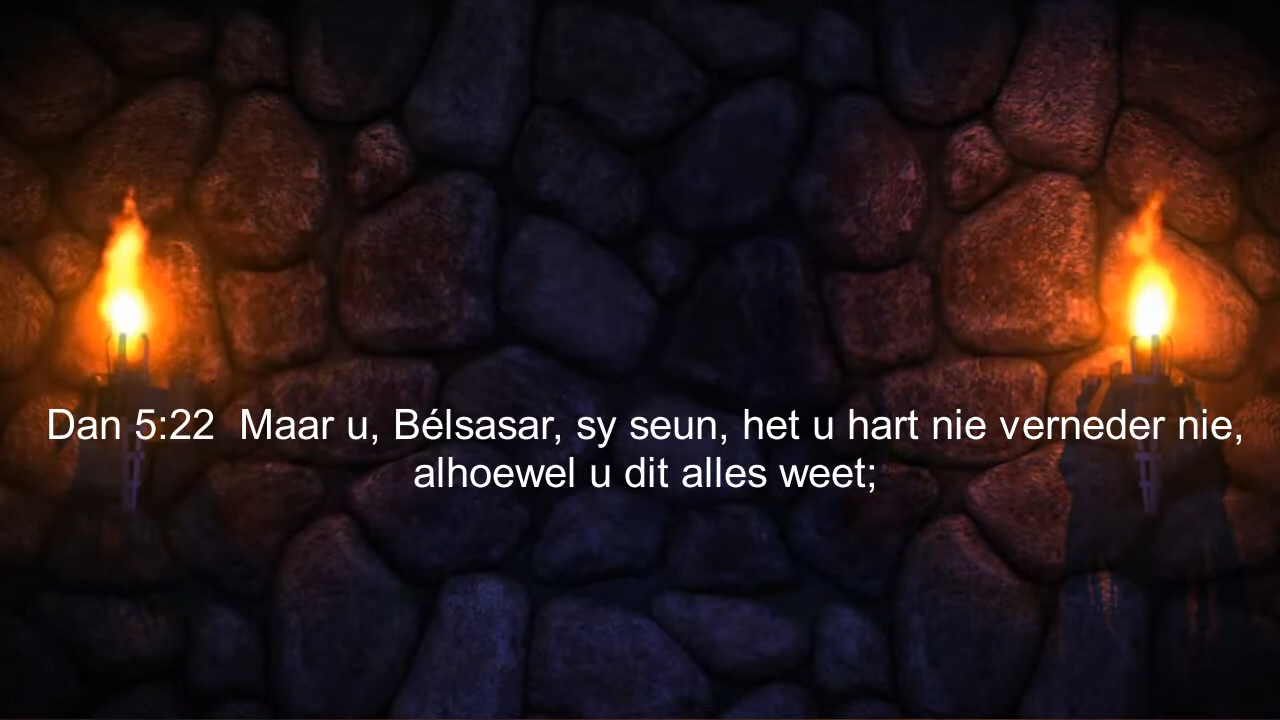 Dan 5:22  Maar u, Bélsasar, sy seun, het u hart nie verneder nie,
alhoewel u dit alles weet;